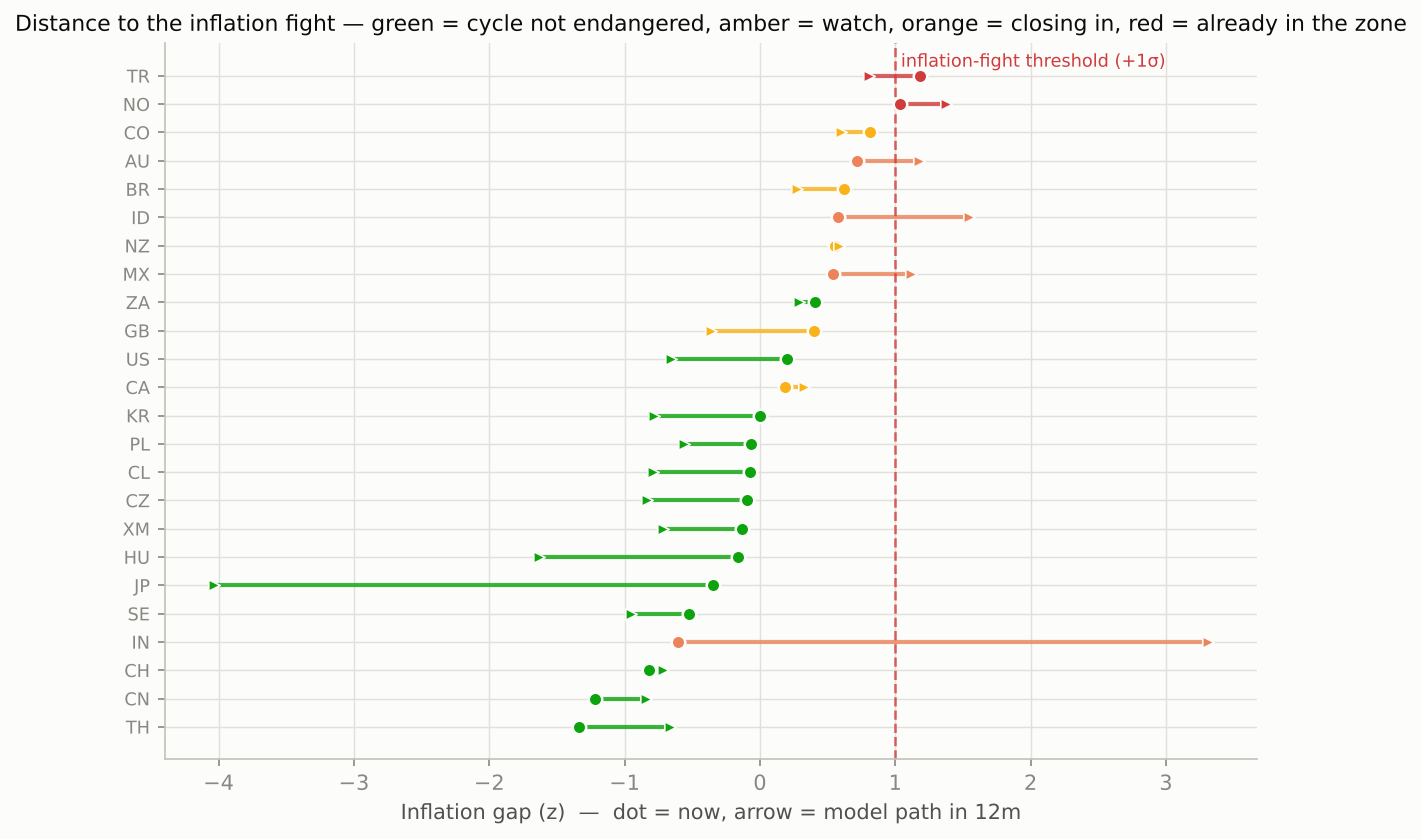 Distance to the inflation fight — green = cycle not endangered, amber = watch, orange = closing in, red = already in the zone
inflation-fight threshold (+1σ)
TR
NO
CO
AU
BR
ID
NZ
MX
ZA
GB
US
CA
KR
PL
CL
CZ
XM
HU
JP
SE
IN
CH
CN
TH
−4 −3 −2 −1 0 1 2 3
Inflation gap (z) — dot = now, arrow = model path in 12m